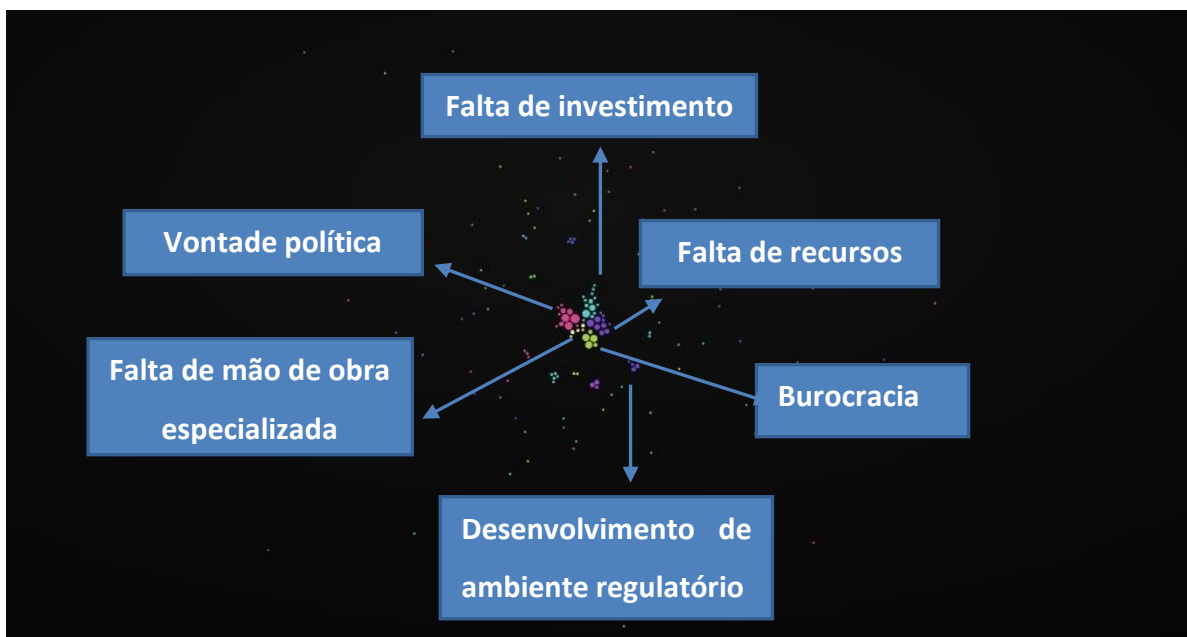 Falta de investimento
Vontade política
Falta de recursos
Falta de mão de obra
especializada
Burocracia
Desenvolvimento de
ambiente regulatório